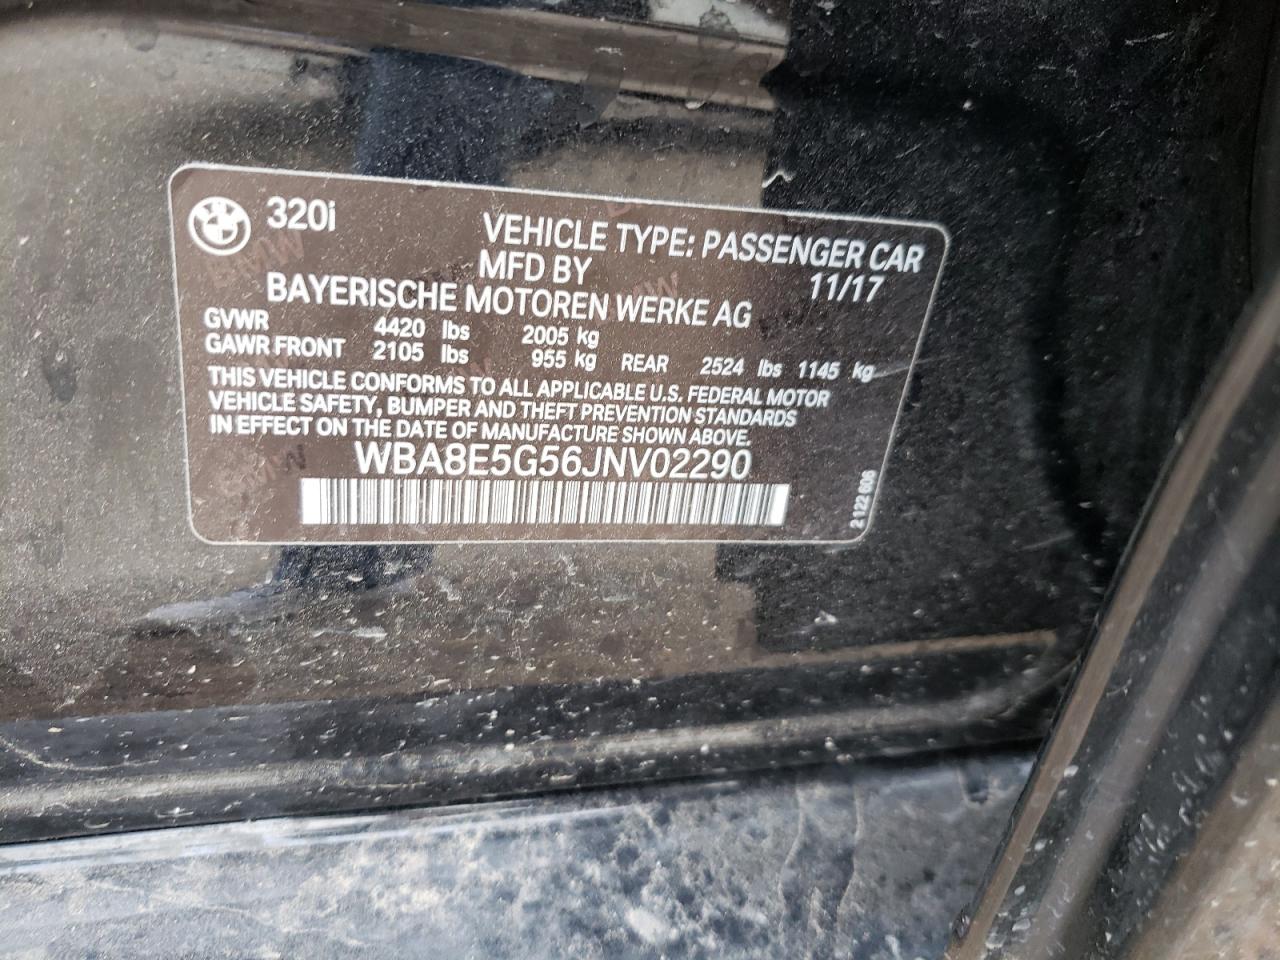 320i
VEHICLE TYPE: PASSENGER CAR
MFD BY 11/17
BAYERISCHE MOTOREN WERKE AG
GVWR 4420 lbs 2005 kg
GAWR FRONT 2105 lbs 955 kg REAR 2524 lbs 1145 kg
THIS VEHICLE CONFORMS TO ALL APPLICABLE U.S. FEDERAL MOTOR
VEHICLE SAFETY, BUMPER AND THEFT PREVENTION STANDARDS
IN EFFECT ON THE DATE OF MANUFACTURE SHOWN ABOVE.
WBA8E5G56JNV02290
2122606